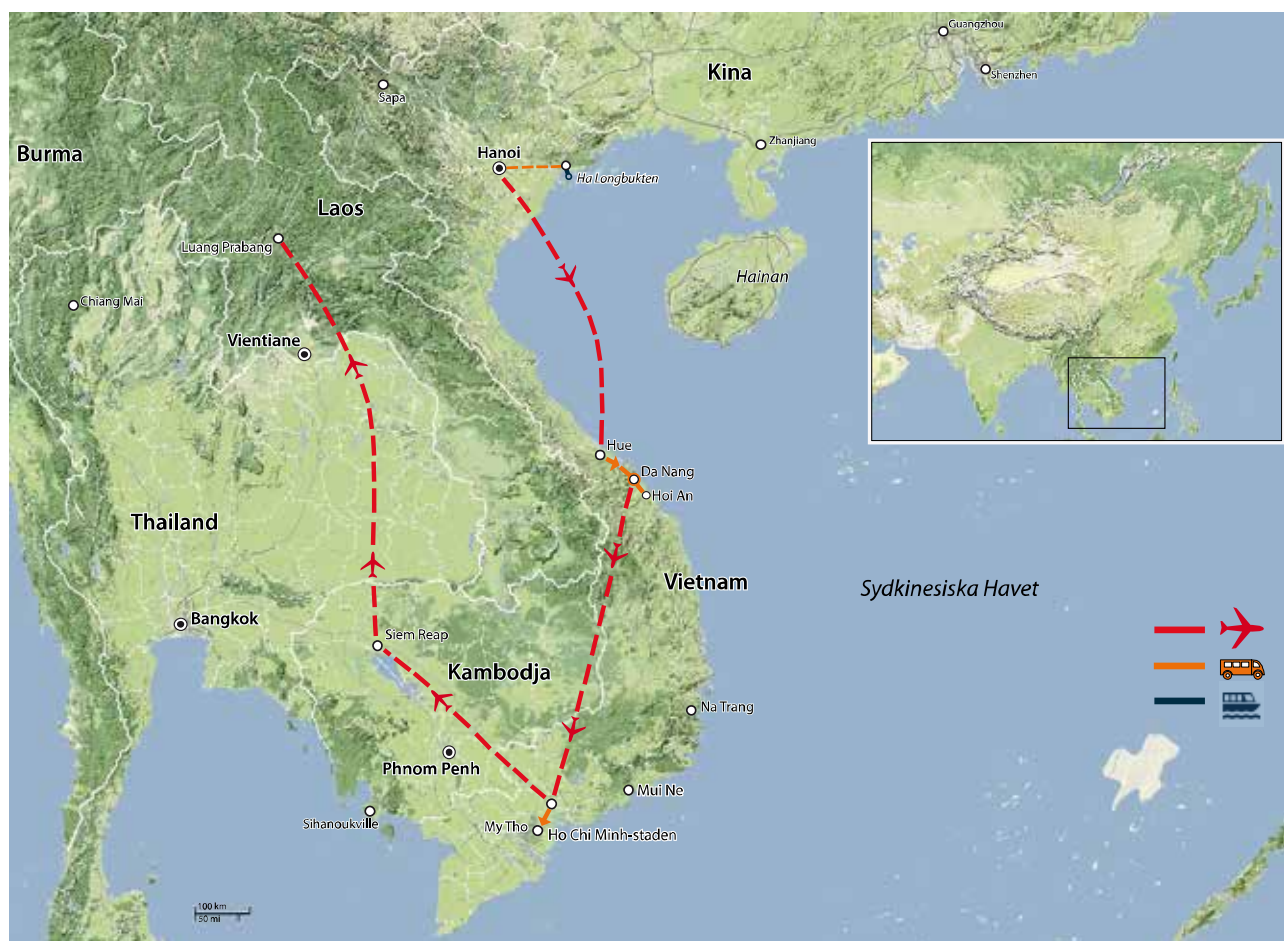 Guangzhou
Kina
Shenzhen
Sapa
Zhanjiang
Burma
Hanoi
Ha Longbukten
Laos
Luang Prabang
Hainan
Chiang Mai
Vientiane
Hue
Da Nang
Hoi An
Thailand
Vietnam
Sydkinesiska Havet
Bangkok
Siem Reap
Kambodja
Na Trang
Phnom Penh
Mui Ne
Sihanoukville
My Tho
Ho Chi Minh-staden
100 km
50 mi